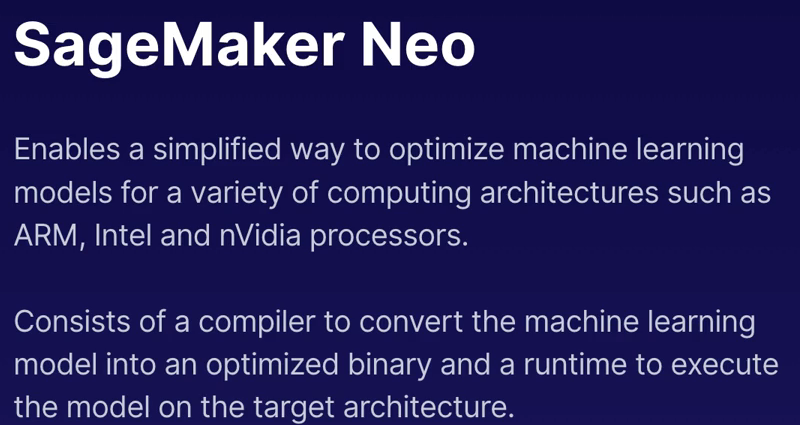 SageMaker Neo
Enables a simplified way to optimize machine learning
models for a variety of computing architectures such as
ARM, Intel and nVidia processors.
Consists of a compiler to convert the machine learning
model into an optimized binary and a runtime to execute
the model on the target architecture.